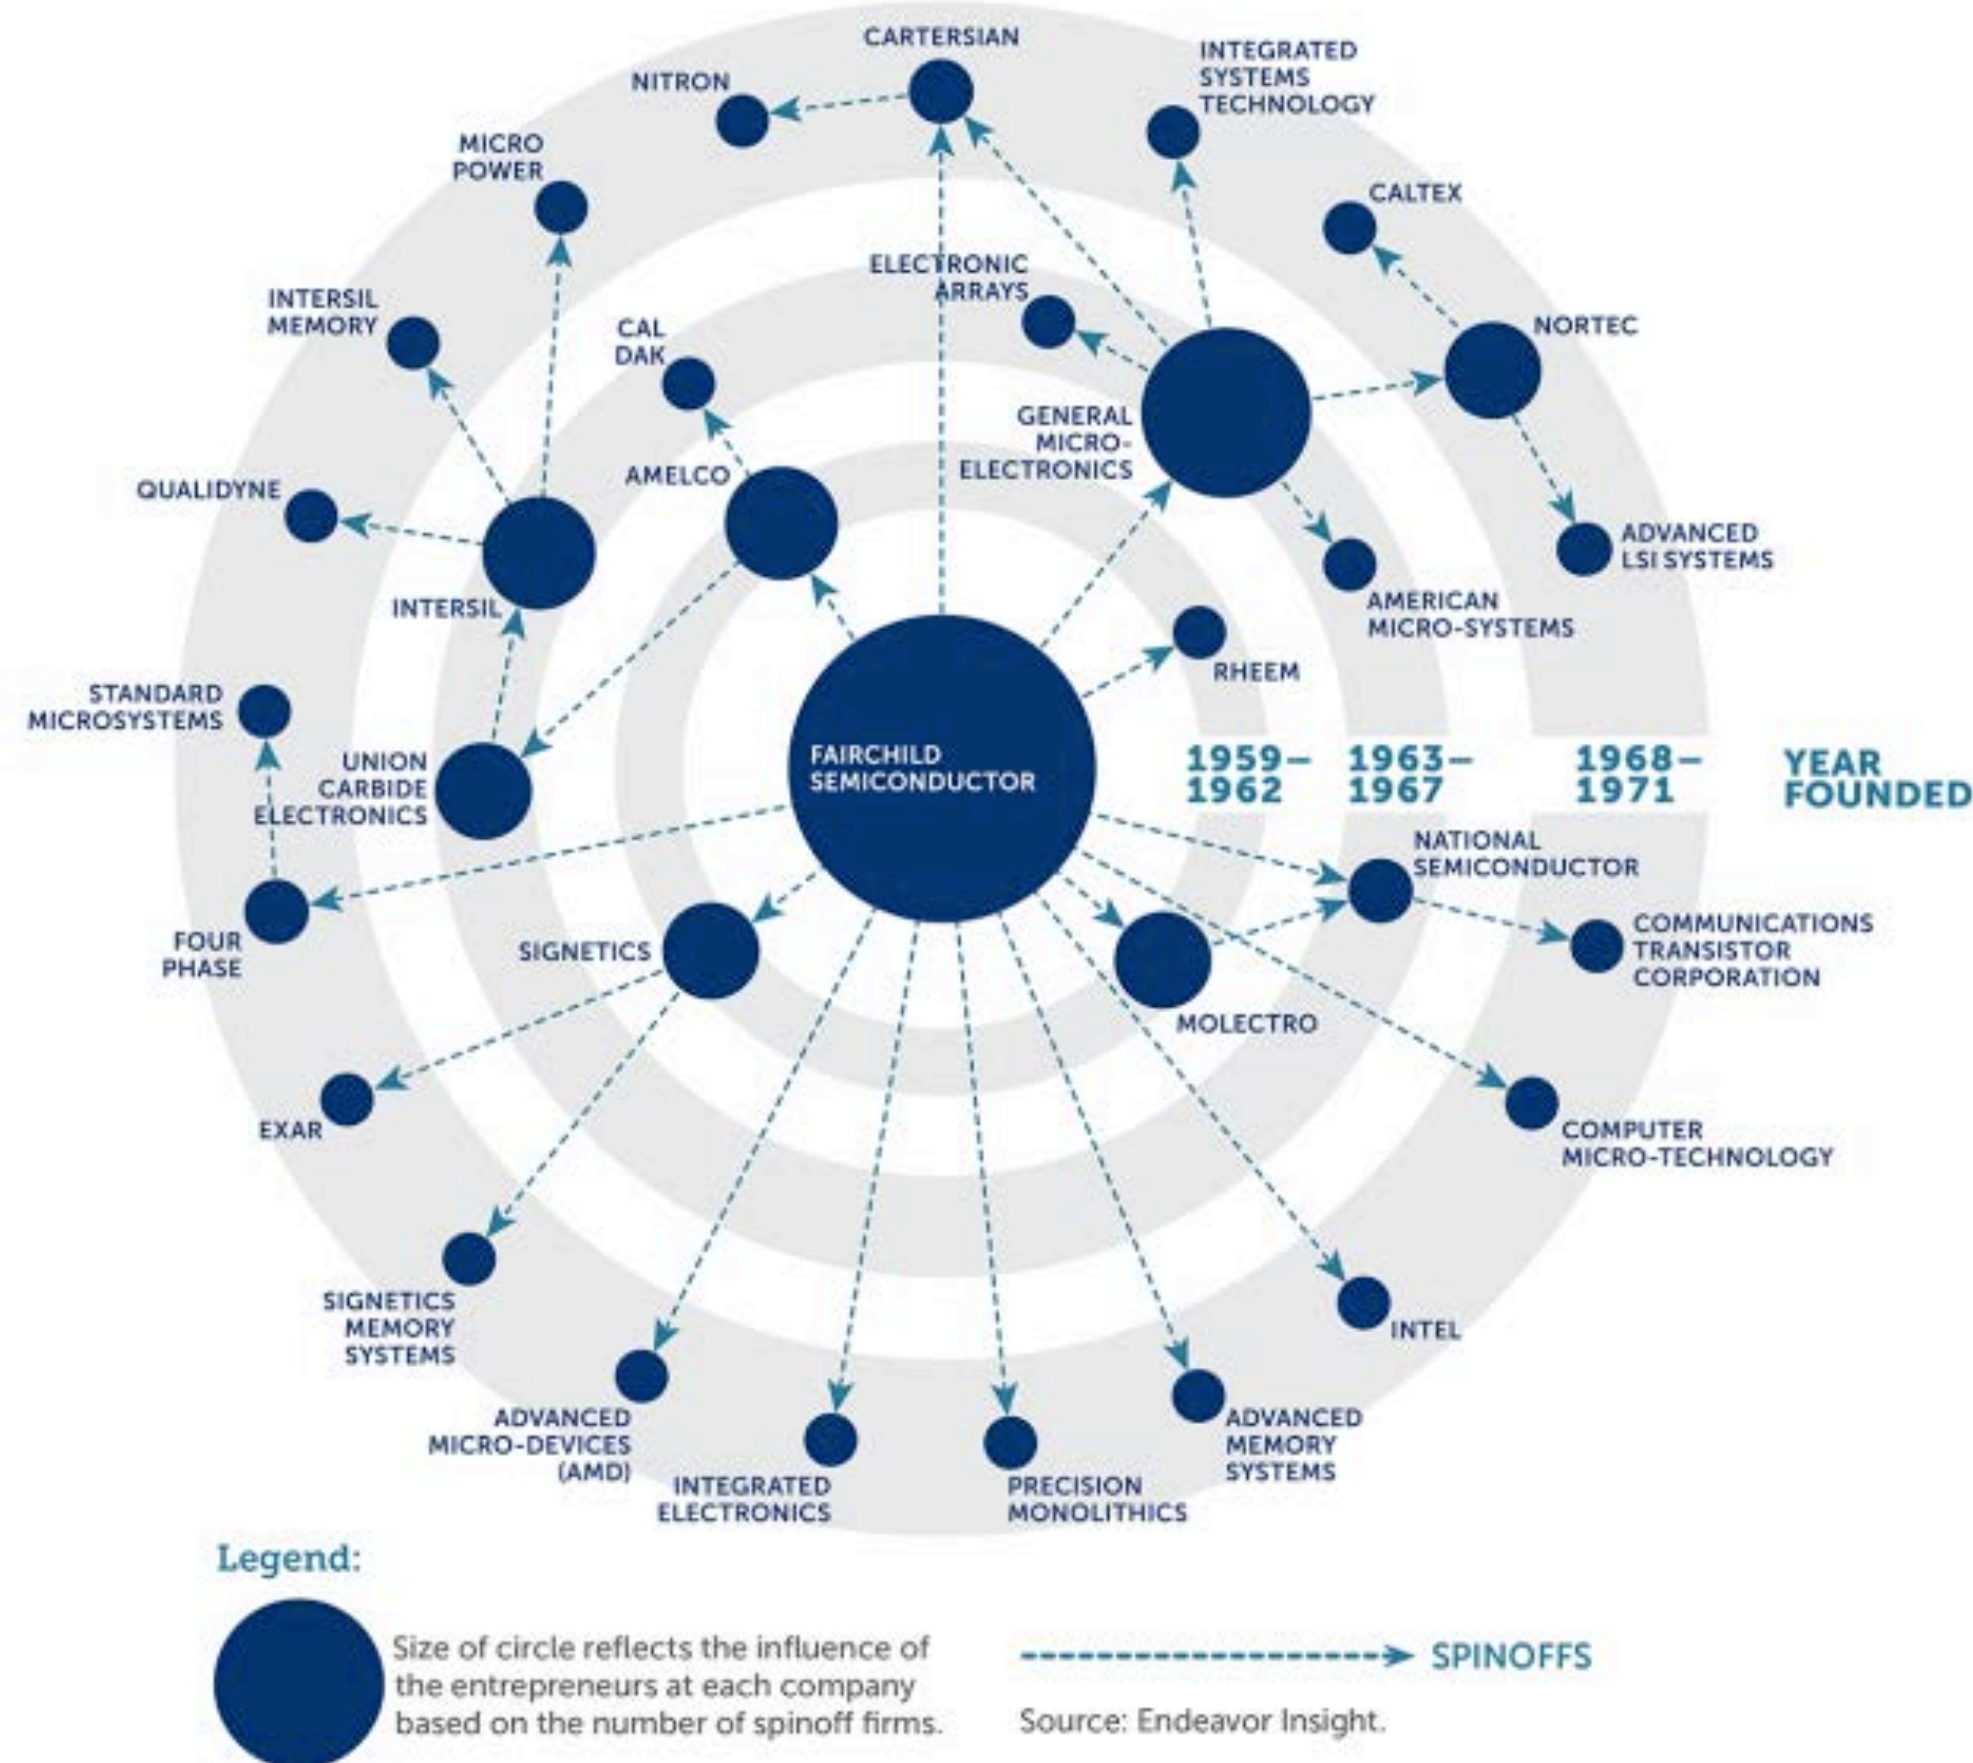 CARTERSIAN
NITRON
INTEGRATED
SYSTEMS
TECHNOLOGY
MICRO
POWER
CALTEX
ELECTRONIC
ARRAYS
INTERSIL
MEMORY
CAL
DAK
NORTEC
GENERAL
MICRO-
ELECTRONICS
AMELCO
QUALIDYNE
ADVANCED
LSI SYSTEMS
INTERSIL
AMERICAN
MICRO-SYSTEMS
RHEEM
STANDARD
MICROSYSTEMS
UNION
CARBIDE
ELECTRONICS
FAIRCHILD
SEMICONDUCTOR
1959–
1962
1963–
1967
1968–
1971
YEAR
FOUNDED
NATIONAL
SEMICONDUCTOR
COMMUNICATIONS
TRANSISTOR
CORPORATION
FOUR
PHASE
SIGNETICS
MOLECTRO
EXAR
COMPUTER
MICRO-TECHNOLOGY
SIGNETICS
MEMORY
SYSTEMS
INTEL
ADVANCED
MICRO-DEVICES
(AMD)
INTEGRATED
ELECTRONICS
PRECISION
MONOLITHICS
ADVANCED
MEMORY
SYSTEMS
Legend:
Size of circle reflects the influence of
the entrepreneurs at each company
based on the number of spinoff firms.
SPINOFFS
Source: Endeavor Insight.